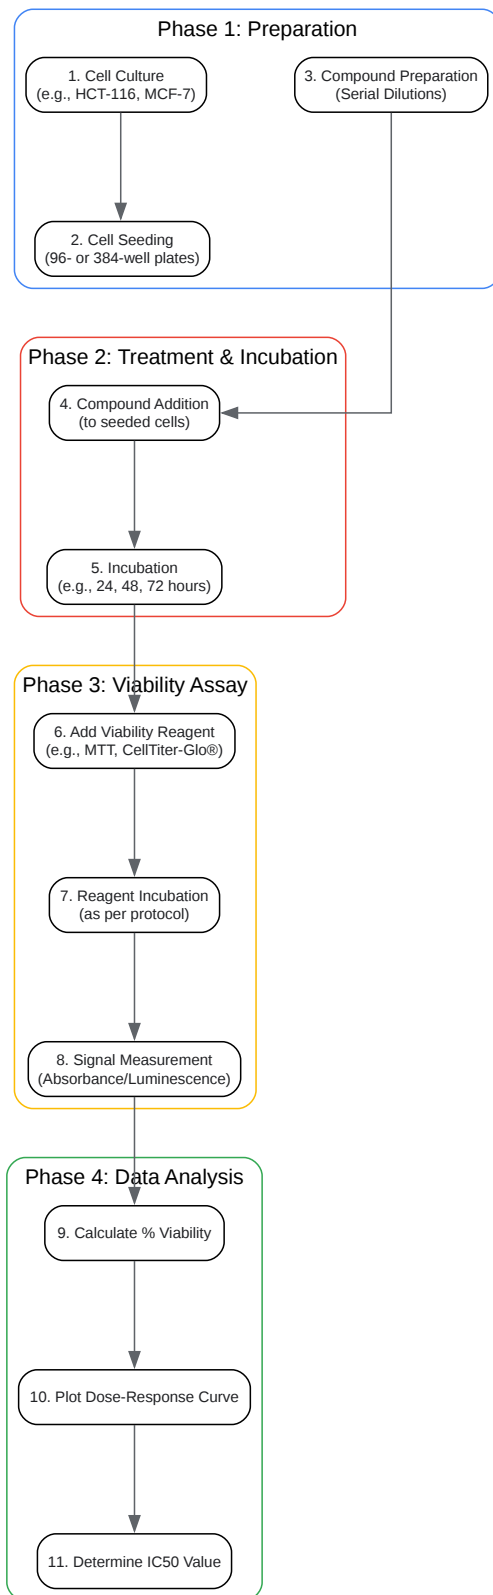 Phase 1: Preparation
1. Cell Culture
(e.g., HCT-116, MCF-7)
3. Compound Preparation
(Serial Dilutions)
2. Cell Seeding
(96- or 384-well plates)
Phase 2: Treatment & Incubation
4. Compound Addition
(to seeded cells)
5. Incubation
(e.g., 24, 48, 72 hours)
Phase 3: Viability Assay
6. Add Viability Reagent
(e.g., MTT, CellTiter-Glo®)
7. Reagent Incubation
(as per protocol)
8. Signal Measurement
(Absorbance/Luminescence)
Phase 4: Data Analysis
9. Calculate % Viability
10. Plot Dose-Response Curve
11. Determine IC50 Value